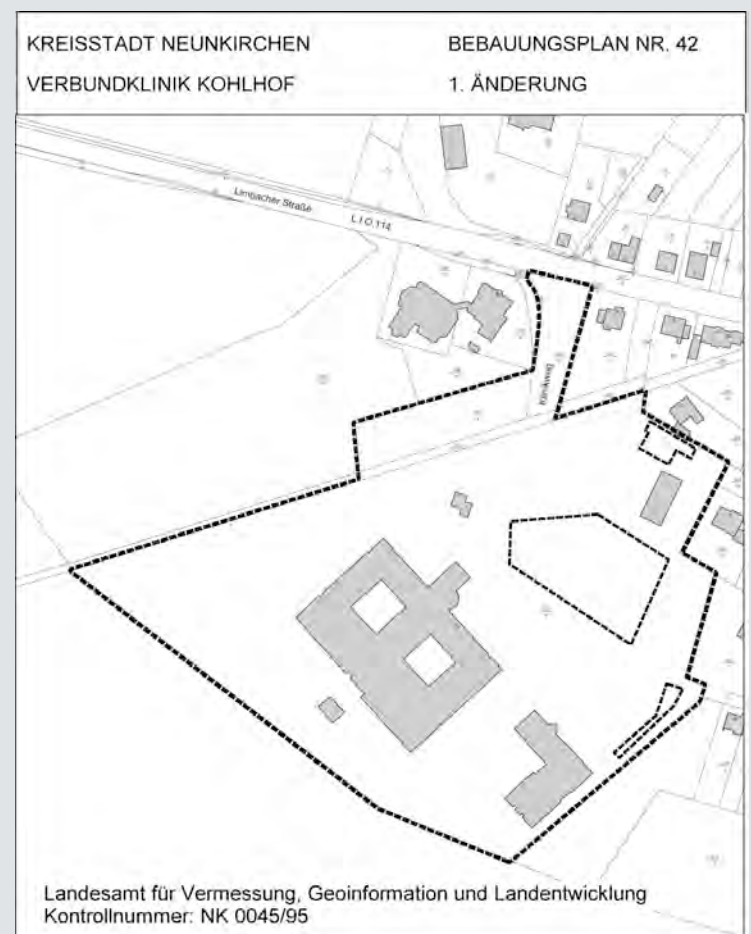 KREISSTADT NEUNKIRCHEN
BEBAUUNGSPLAN NR. 42
VERBUNDKLINIK KOHLHOF
1. ÄNDERUNG
Limbacher Straße
L.I.O.114
Klinikweg
Landesamt für Vermessung, Geoinformation und Landentwicklung
Kontrollnummer: NK 0045/95